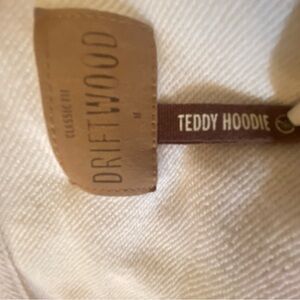 CLASSIC FIT
DRIFTWOOD
M
TEDDY HOODIE